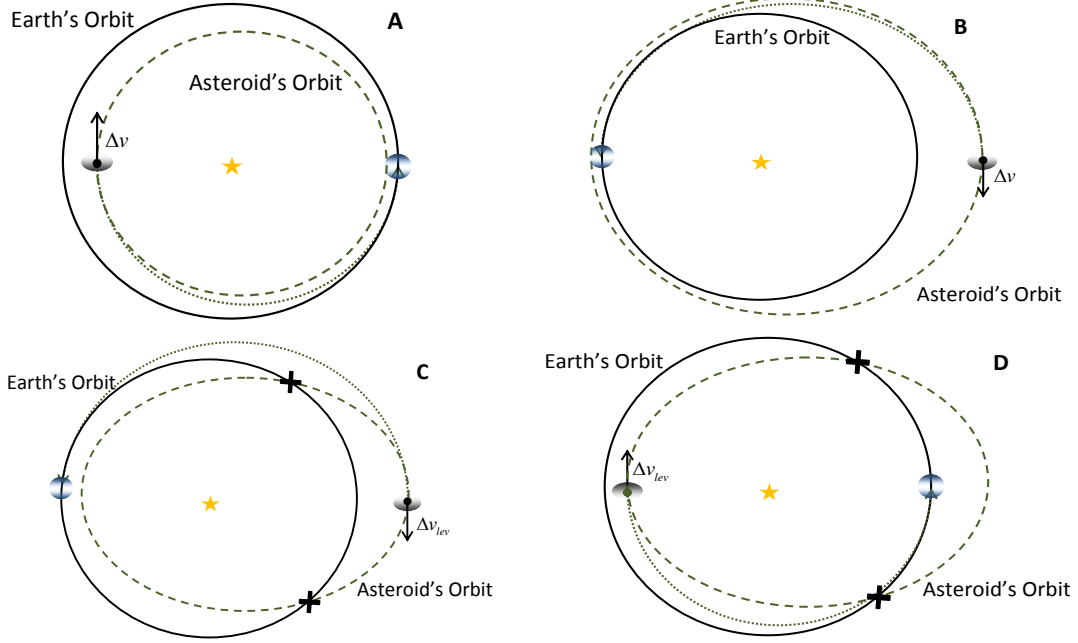 Earth's Orbit
A
Asteroid's Orbit
Δv
Earth's Orbit
B
Δv
Asteroid's Orbit
Earth's Orbit
C
Δv_lev
Asteroid's Orbit
Earth's Orbit
D
Δv_lev
Asteroid's Orbit